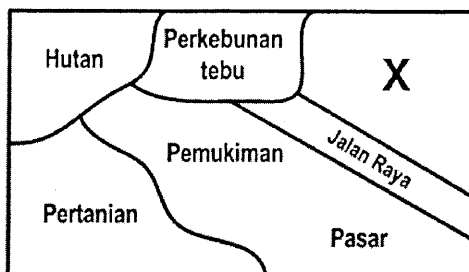 Hutan
Perkebunan
tebu
X
Jalan Raya
Pemukiman
Pertanian
Pasar